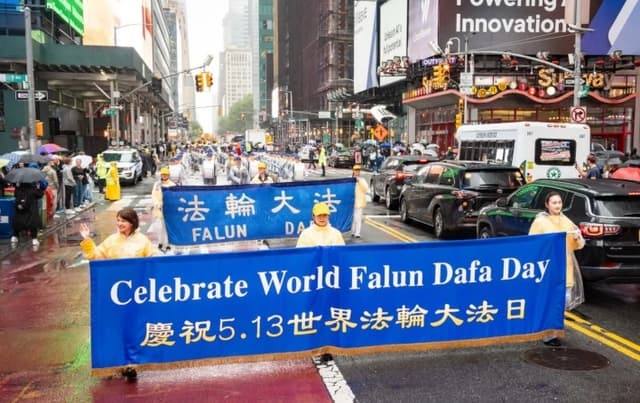 Powering
Innovations
法輪大法
FALUN DA
Celebrate World Falun Dafa Day
慶祝5.13世界法輪大法日